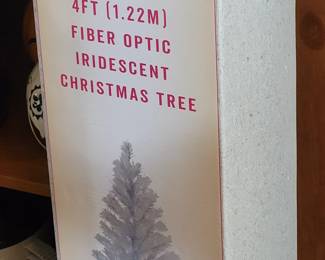 4FT (1.22M)
FIBER OPTIC
IRIDESCENT
CHRISTMAS TREE